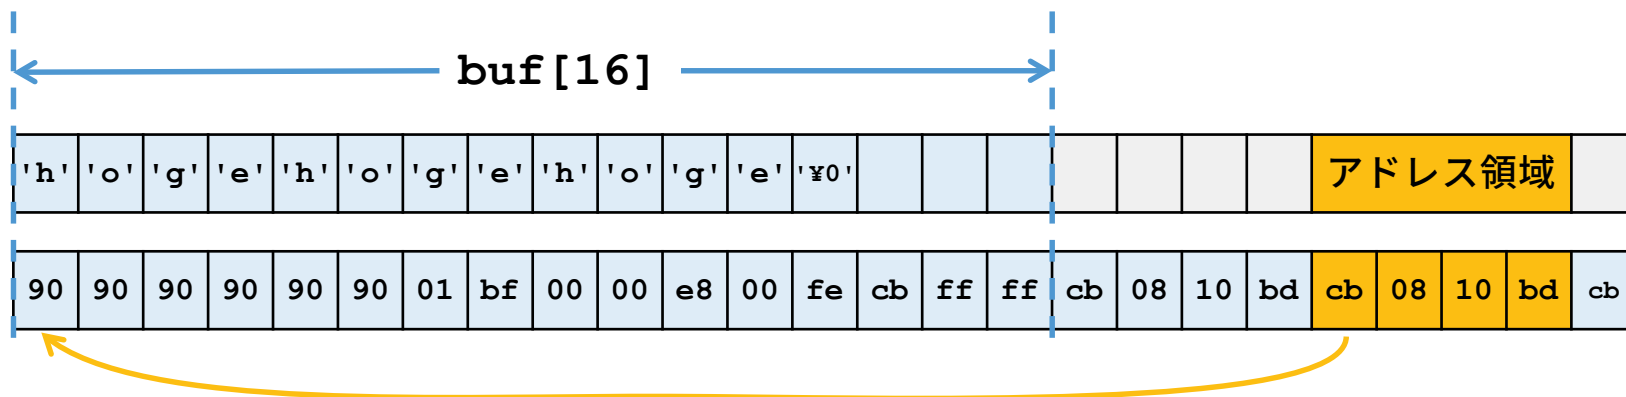 buf[16]
'h' 'o' 'g' 'e' 'h' 'o' 'g' 'e' 'h' 'o' 'g' 'e' '¥0' アドレス領域
90 90 90 90 90 90 01 bf 00 00 e8 00 fe cb ff ff cb 08 10 bd cb 08 10 bd cb